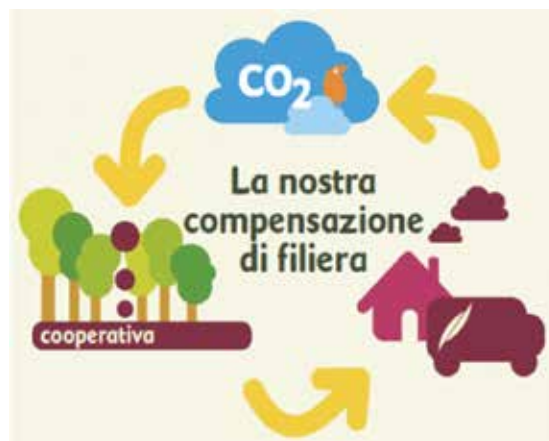 CO₂
La nostra
compensazione
di filiera
cooperativa